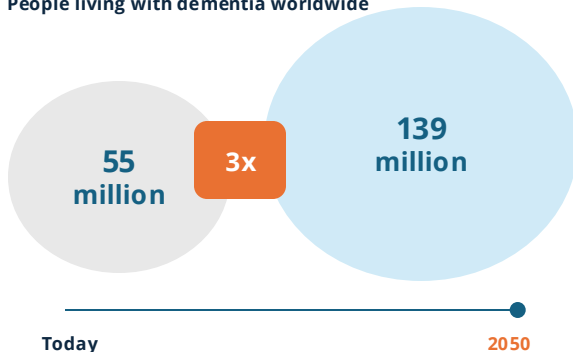 People living with dementia worldwide
55
million
3x
139
million
Today
2050